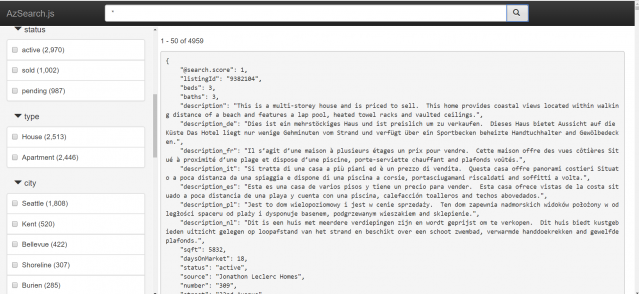 AzSearch.js
*
status
active (2,970)
sold (1,002)
pending (987)
type
House (2,513)
Apartment (2,446)
city
Seattle (1,808)
Kent (520)
Bellevue (422)
Shoreline (307)
Burien (285)
1 - 50 of 4959
{
"@search.score": 1,
"listingId": "9382104",
"beds": 3,
"baths": 3,
"description": "This is a multi-storey house and is priced to sell.  This home provides coastal views located within walkin
g distance of a beach and features a lap pool, heated towel racks and vaulted ceilings.",
"description_de": "Dies ist ein mehrstöckiges Haus und ist preislich um zu verkaufen.  Dieses Haus bietet Aussicht auf die
Küste Das Hotel liegt nur wenige Gehminuten vom Strand und verfügt über ein Sportbecken beheizte Handtuchhalter und Gewölbedeck
en.",
"description_fr": "Il s'agit d'une maison à plusieurs étages un prix pour vendre.  Cette maison offre des vues côtières Sit
ué à proximité d'une plage et dispose d'une piscine, porte-serviette chauffant and plafonds voûtés.",
"description_it": "Si tratta di una casa a più piani ed è un prezzo di vendita.  Questa casa offre panorami costieri Situat
o a poca distanza da una spiaggia e dispone di una piscina a corsie, portasciugamani riscaldati and soffitti a volta.",
"description_es": "Esta es una casa de varios pisos y tiene un precio para vender.  Esta casa ofrece vistas de la costa sit
uado a poca distancia de una playa y cuenta con una piscina, calefacción toalleros and techos abovedados.",
"description_pl": "Jest to dom wielopoziomowy i jest w cenie sprzedaży.  Ten dom zapewnia nadmorskich widoków położony w od
ległości spaceru od plaży i dysponuje basenem, podgrzewanym wieszakiem and sklepienie.",
"description_nl": "Dit is een huis met meerdere verdiepingen zijn en wordt geprijst om te verkopen.  Dit huis biedt kustgeb
ieden uitzicht gelegen op loopafstand van het strand en beschikt over een schoot zwembad, verwarmde handdoekrekken and gewelfde
plafonds.",
"sqft": 5832,
"daysOnMarket": 18,
"status": "active",
"source": "Jonathon Leclerc Homes",
"number": "309",